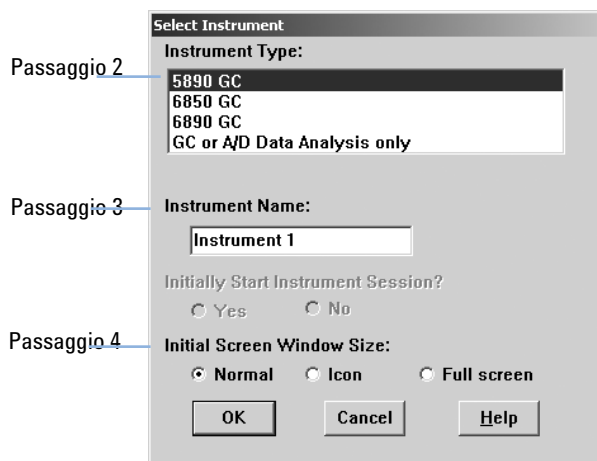 Select Instrument
Instrument Type:
Passaggio 2
5890 GC
6850 GC
6890 GC
GC or A/D Data Analysis only
Passaggio 3
Instrument Name:
Instrument 1
Initially Start Instrument Session?
Yes No
Passaggio 4
Initial Screen Window Size:
Normal Icon Full screen
OK Cancel Help